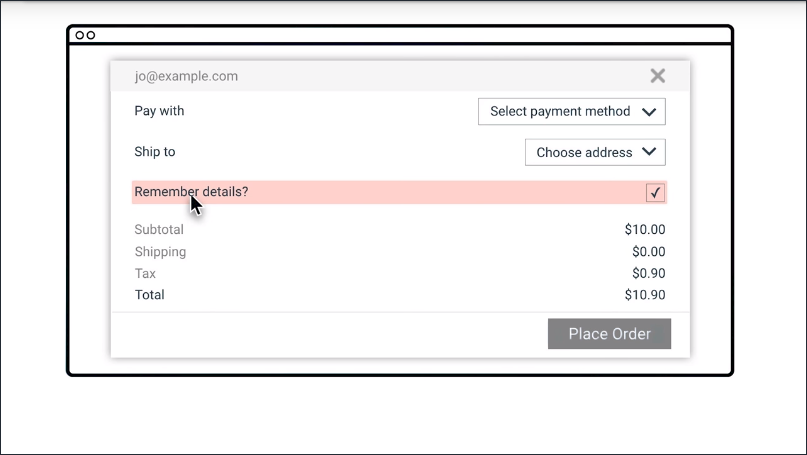 jo@example.com
Pay with Select payment method
Ship to Choose address
Remember details?
Subtotal $10.00
Shipping $0.00
Tax $0.90
Total $10.90
Place Order